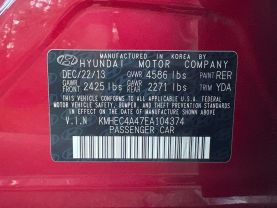 MANUFACTURED IN KOREA BY
HYUNDAI MOTOR COMPANY
DEC/22/13 GVWR 4586 lbs PAINT RER
GAWR FRONT 2425 lbs GAWR REAR 2271 lbs TRIM YDA
THIS VEHICLE CONFORMS TO ALL APPLICABLE
U.S. FEDERAL MOTOR VEHICLE SAFETY BUMPER, AND
THEFT PREVENTION STANDARDS IN EFFECT ON THE
DATE OF MANUFACTURE SHOWN ABOVE.
V.I.N KMHEC4A47EA104374
PASSENGER CAR